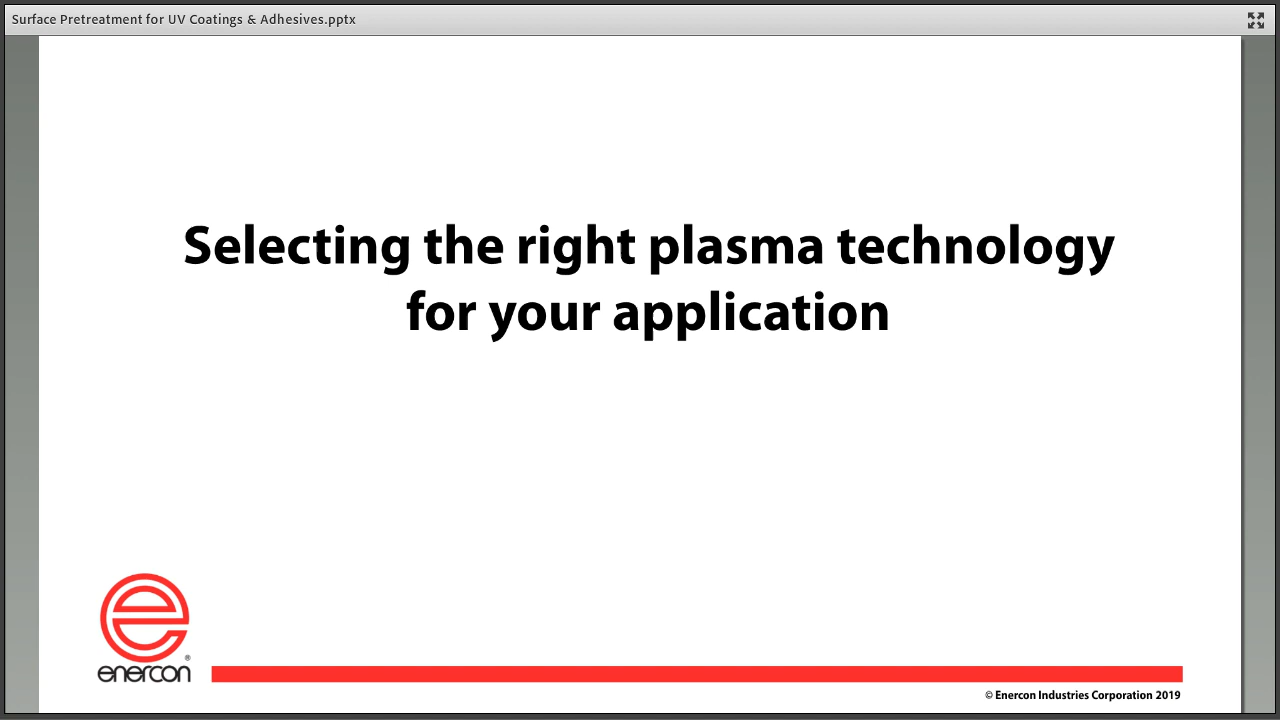 Surface Pretreatment for UV Coatings & Adhesives.pptx
Selecting the right plasma technology
for your application
enercon®
© Enercon Industries Corporation 2019